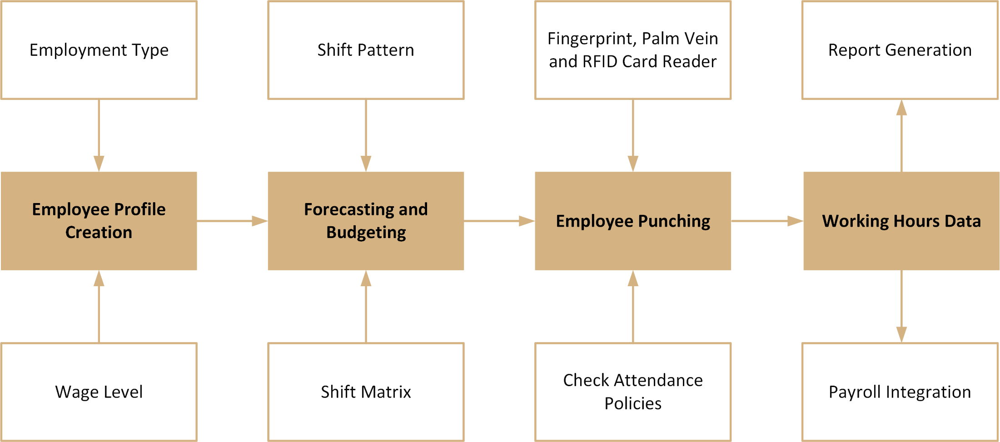 Employment Type
Shift Pattern
Fingerprint, Palm Vein
and RFID Card Reader
Report Generation
Employee Profile
Creation
Forecasting and
Budgeting
Employee Punching
Working Hours Data
Wage Level
Shift Matrix
Check Attendance
Policies
Payroll Integration